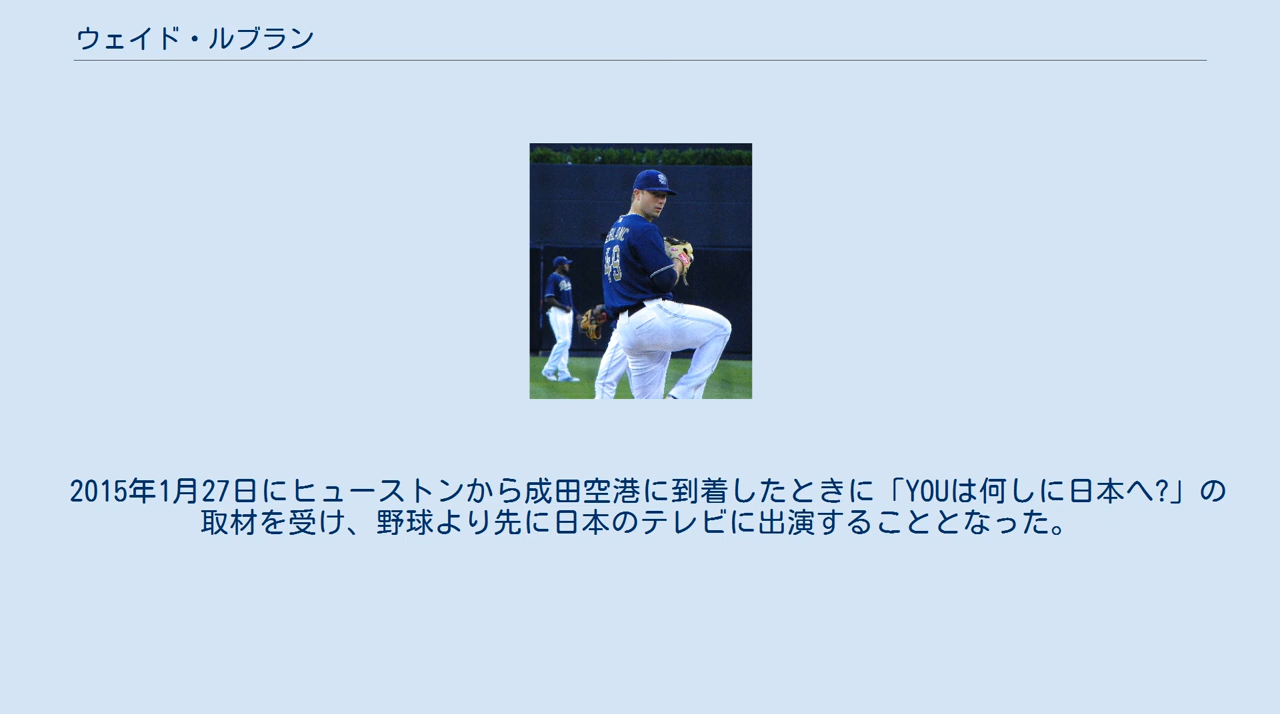 ウェイド・ルブラン
LEBLANC
49
2015年1月27日にヒューストンから成田空港に到着したときに「YOUは何しに日本へ?」の
取材を受け、野球より先に日本のテレビに出演することとなった。